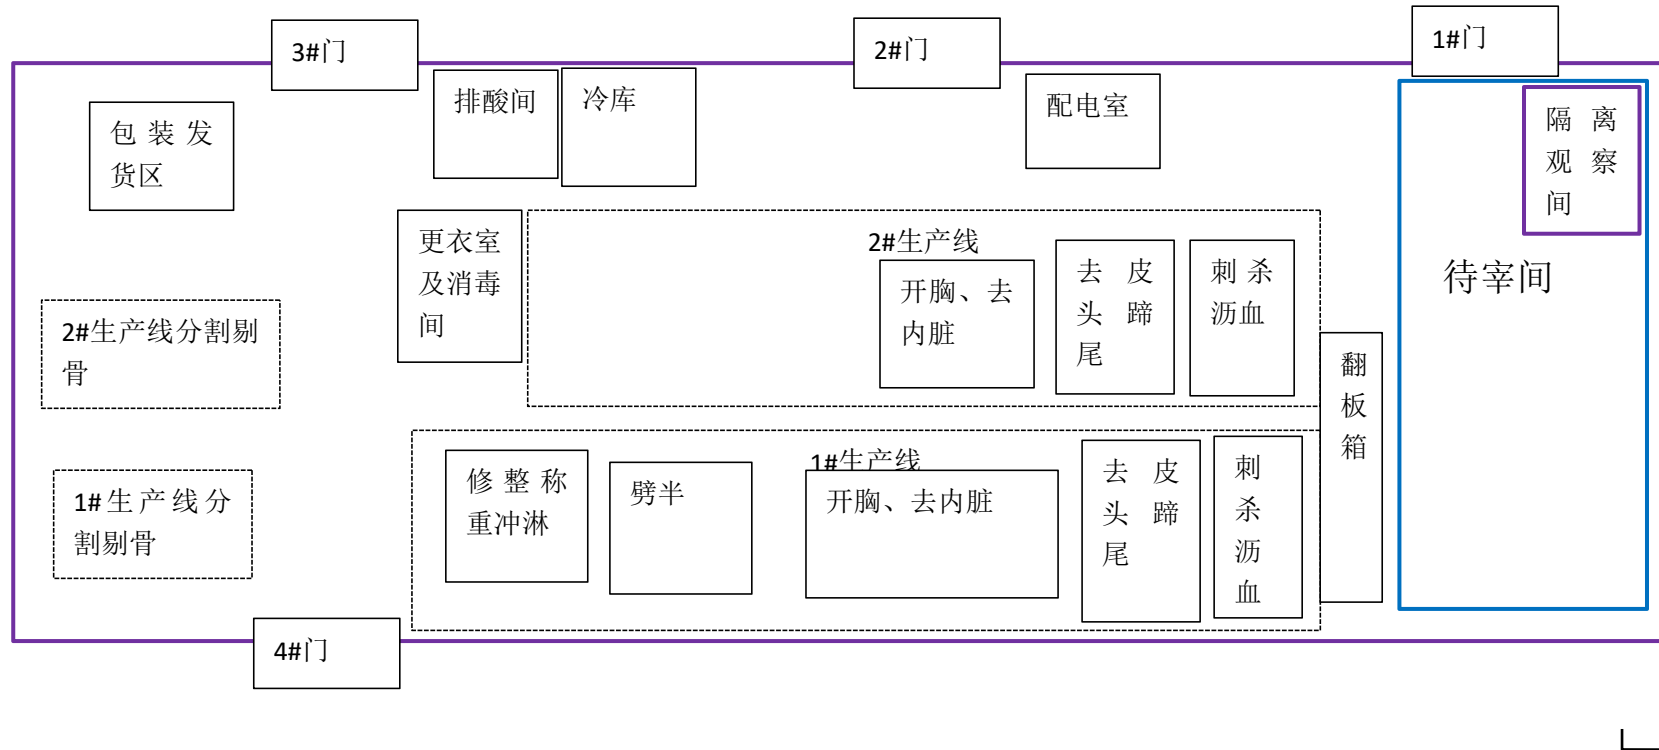 3#门
2#门
1#门
包装发
货区
排酸间
冷库
配电室
隔离
观察
间
待宰间
更衣室
及消毒
间
2#生产线
开胸、去
内脏
去皮
头蹄
尾
刺杀
沥血
翻
板
箱
2#生产线分割剔
骨
1#生产线分
割剔骨
修整称
重冲淋
劈半
1#生产线
开胸、去内脏
去皮
头蹄
尾
刺
杀
沥
血
4#门